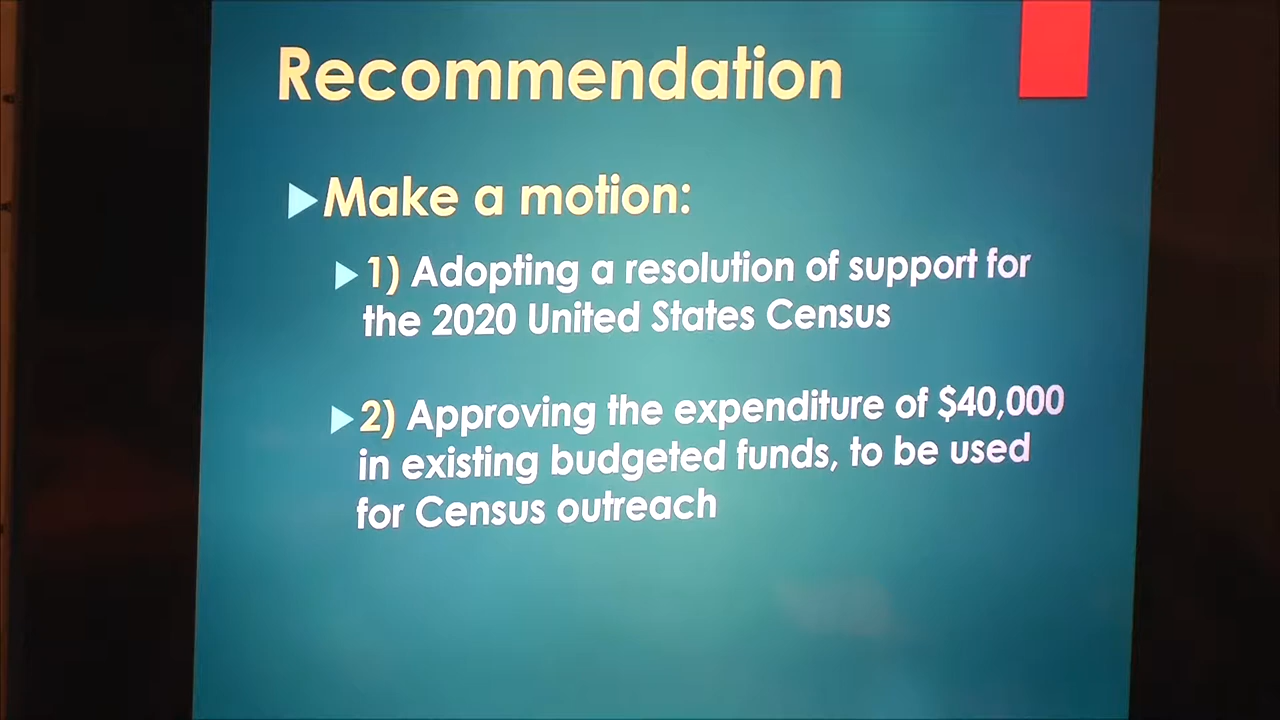 Recommendation
Make a motion:
1) Adopting a resolution of support for
the 2020 United States Census
2) Approving the expenditure of $40,000
in existing budgeted funds, to be used
for Census outreach